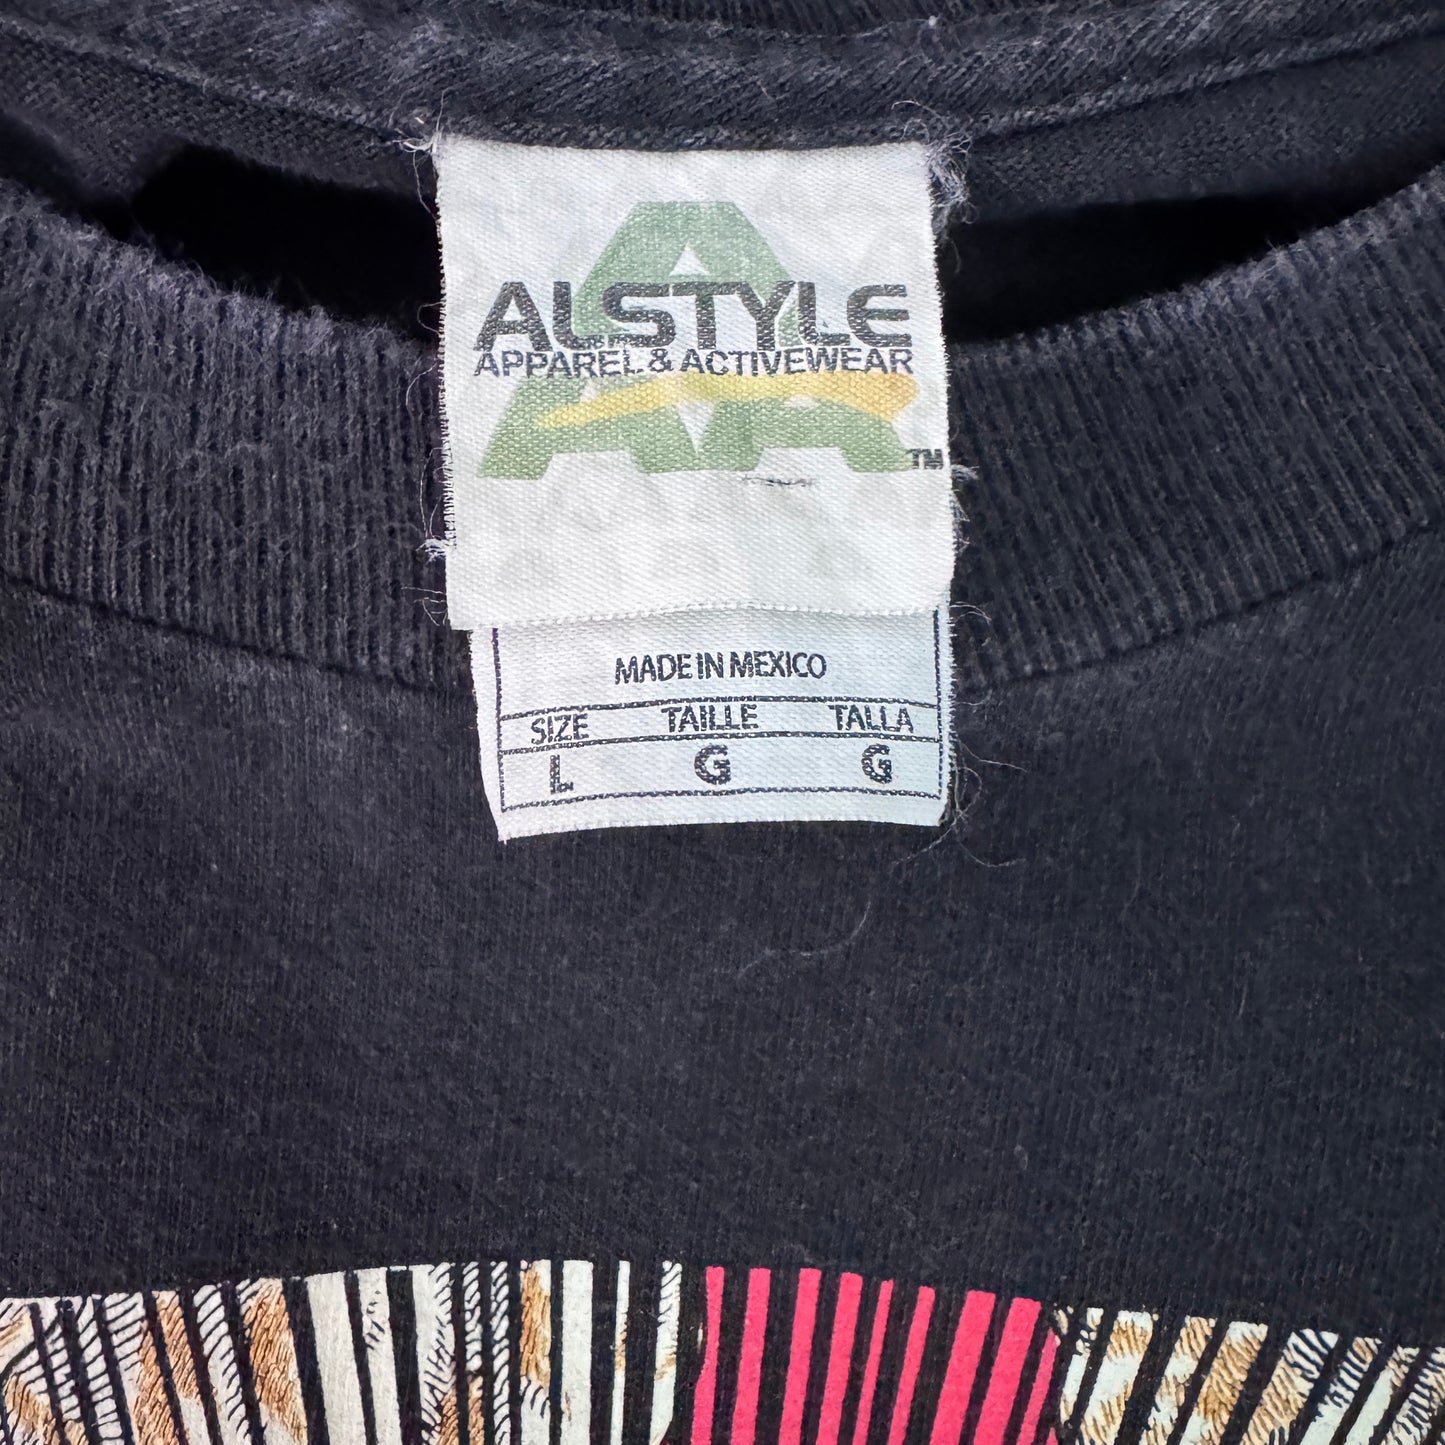 ALSTYLE
APPAREL & ACTIVEWEAR
TM
MADE IN MEXICO
SIZE TAILLE TALLA
L G G